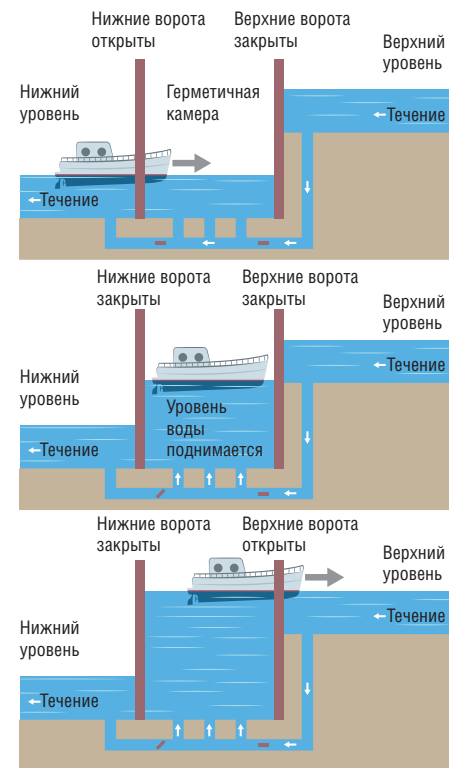 Нижние ворота
открыты
Верхние ворота
закрыты
Верхний
уровень
Нижний
уровень
Герметичная
камера
Течение
Течение
Нижние ворота
закрыты
Верхние ворота
закрыты
Верхний
уровень
Течение
Нижний
уровень
Уровень
воды
поднимается
Течение
Нижние ворота
закрыты
Верхние ворота
открыты
Верхний
уровень
Течение
Нижний
уровень
Течение